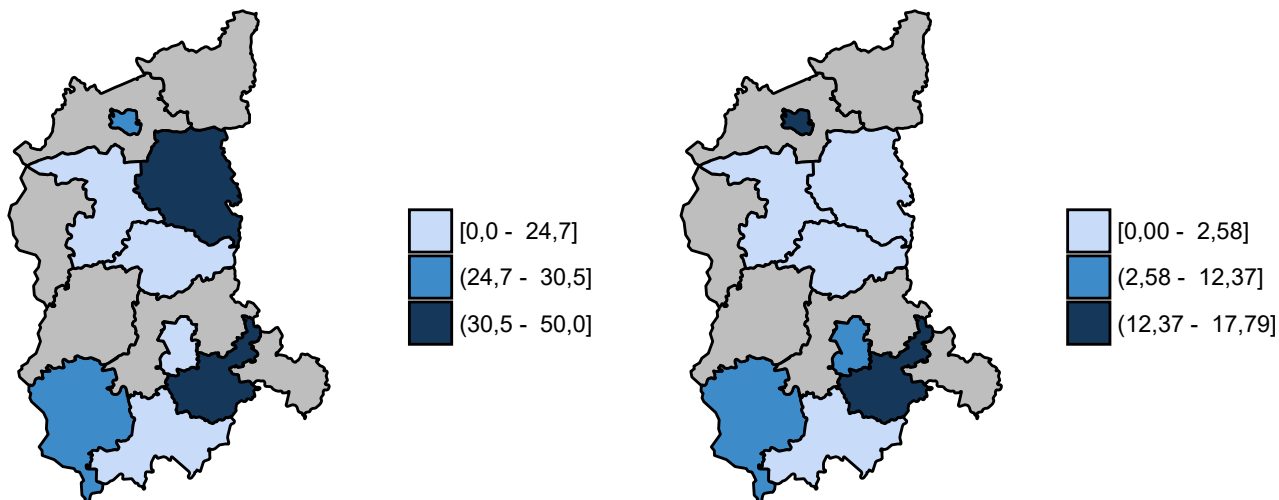 [0,0 - 24,7]
(24,7 - 30,5]
(30,5 - 50,0]
[0,00 - 2,58]
(2,58 - 12,37]
(12,37 - 17,79]